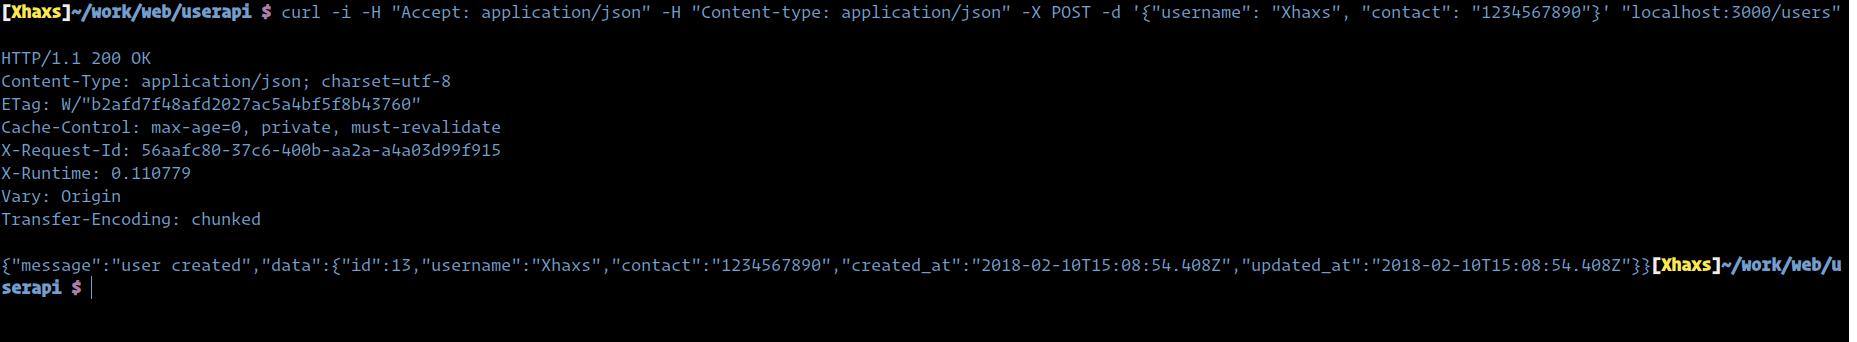 [Xhaxs]~/work/web/userapi $ curl -i -H "Accept: application/json" -H "Content-type: application/json" -X POST -d '{"username": "Xhaxs", "contact": "1234567890"}' "localhost:3000/users"
HTTP/1.1 200 OK
Content-Type: application/json; charset=utf-8
ETag: W/"b2afd7f48afd2027ac5a4bf5f8b43760"
Cache-Control: max-age=0, private, must-revalidate
X-Request-Id: 56aafc80-37c6-400b-aa2a-a4a03d99f915
X-Runtime: 0.110779
Vary: Origin
Transfer-Encoding: chunked
{"message":"user created","data":{"id":13,"username":"Xhaxs","contact":"1234567890","created_at":"2018-02-10T15:08:54.408Z","updated_at":"2018-02-10T15:08:54.408Z"}}[Xhaxs]~/work/web/u
serapi $